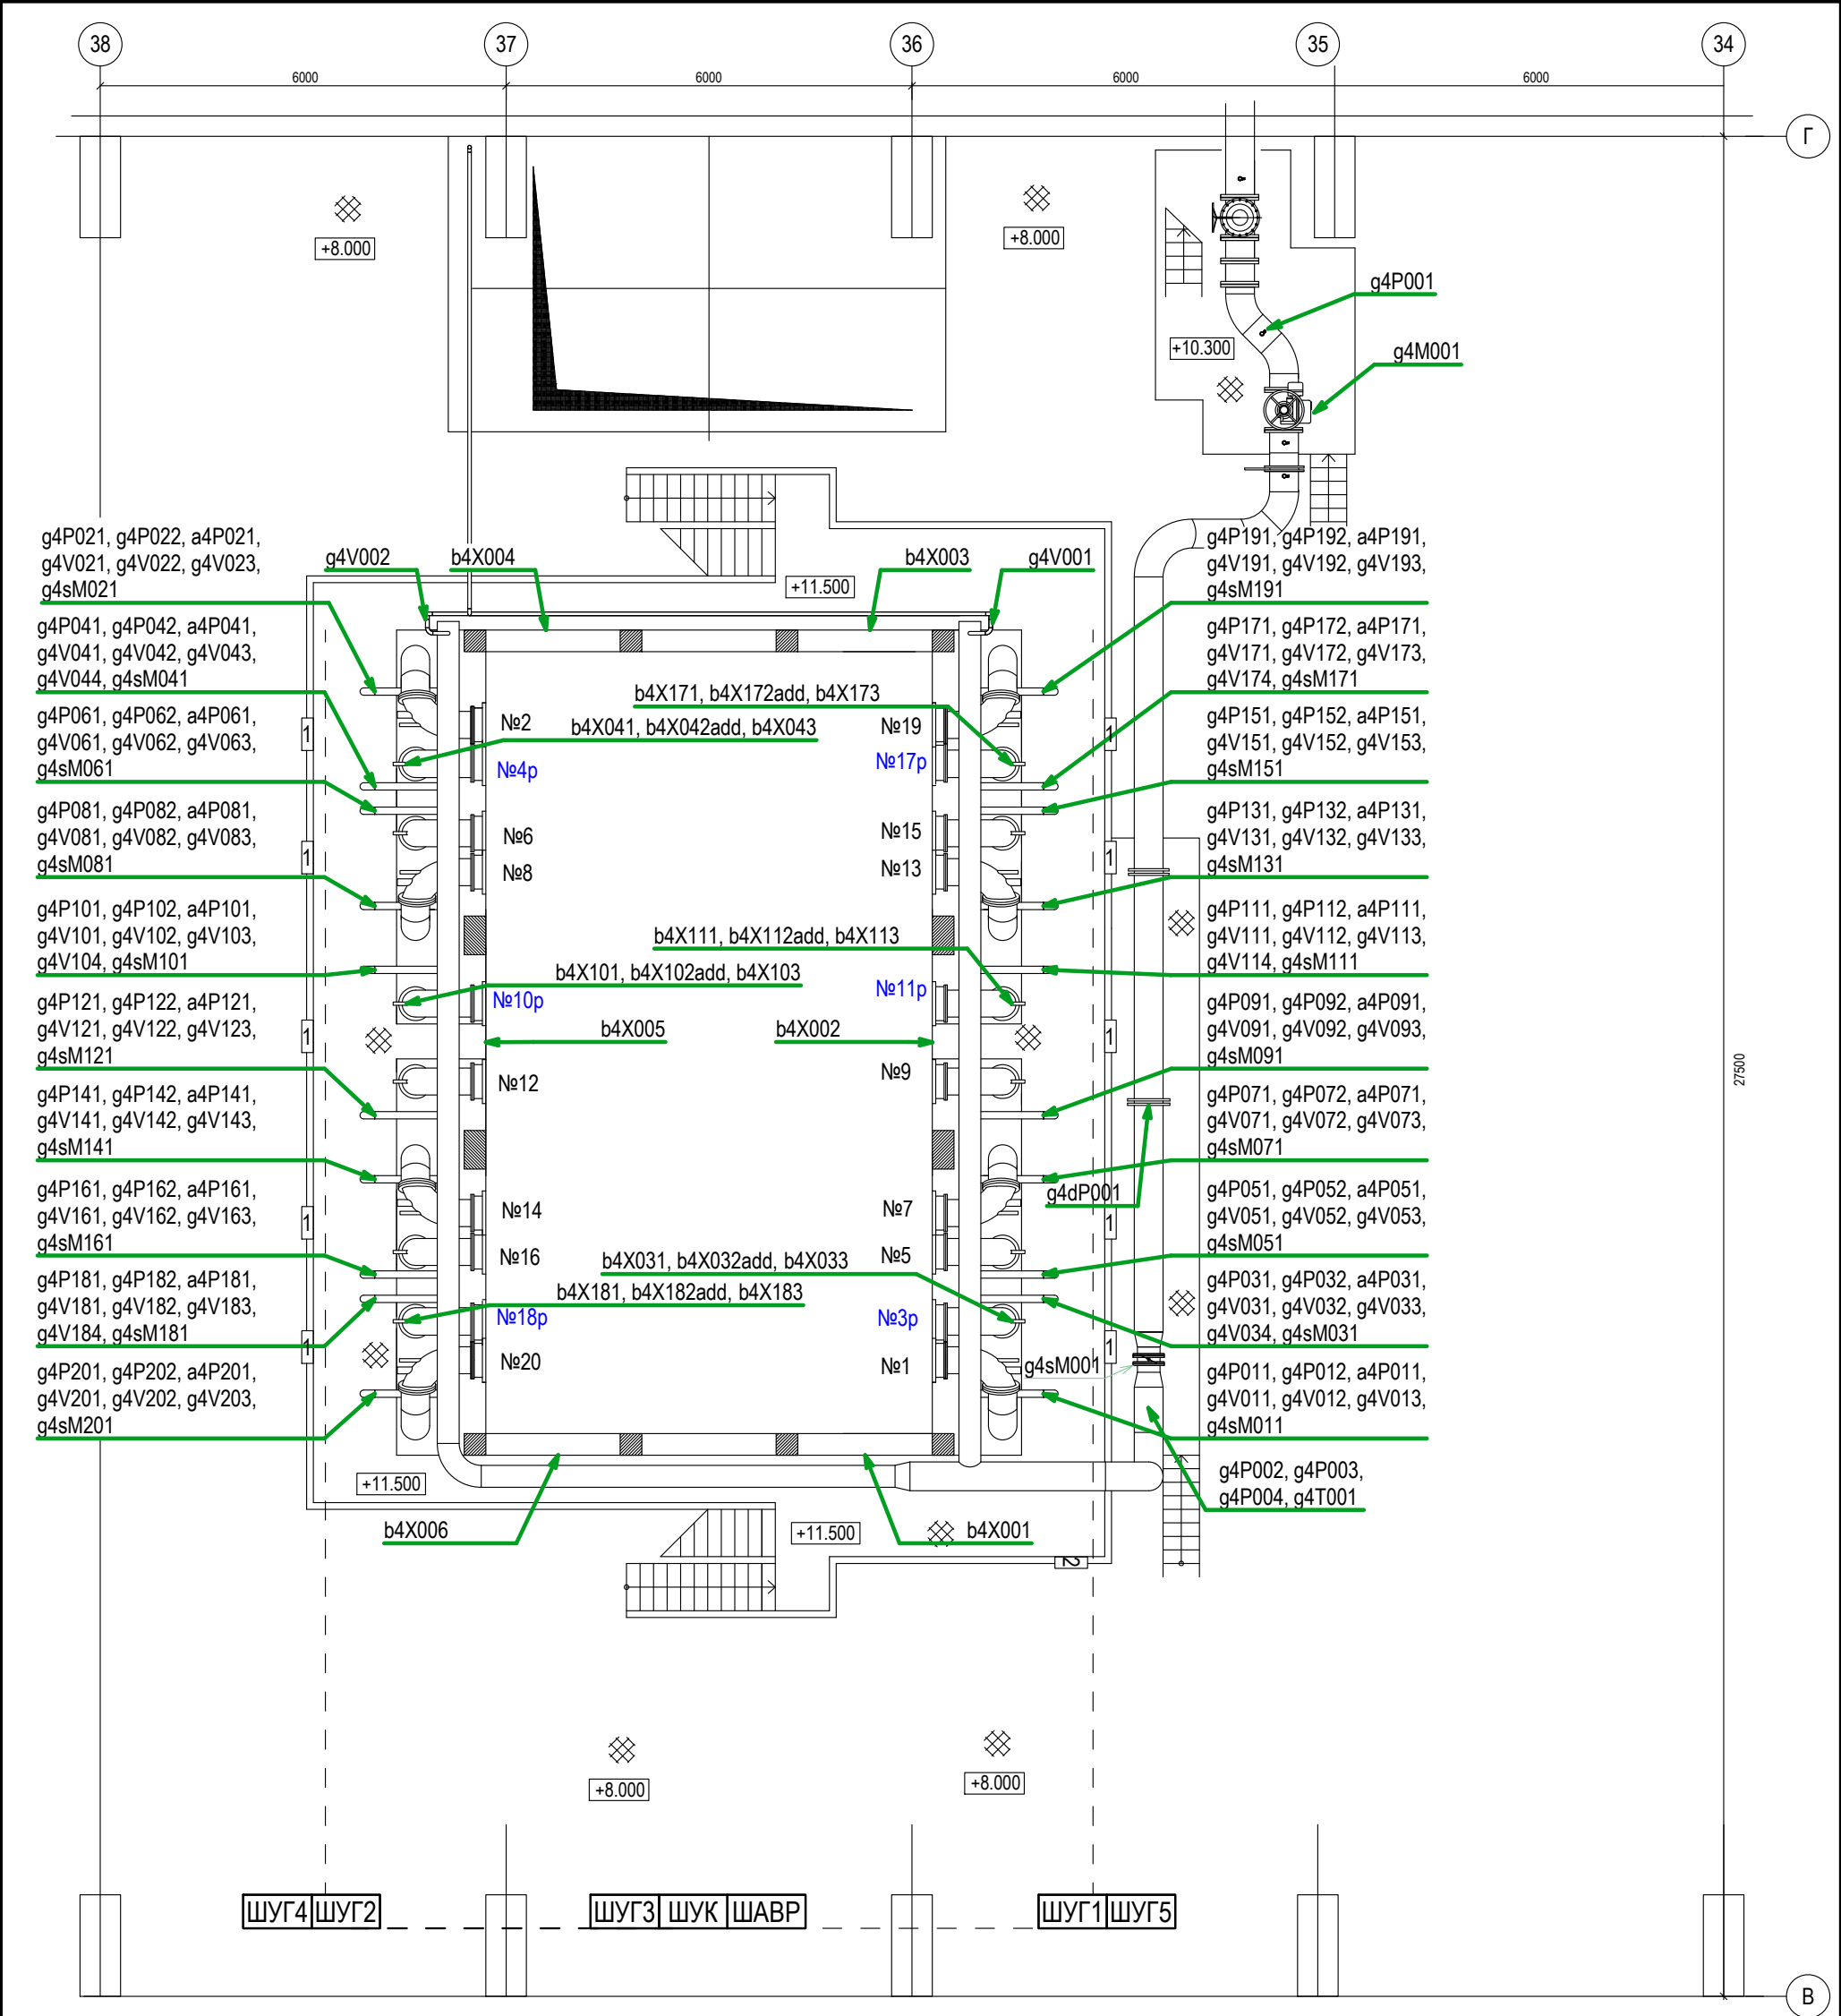 38
37
36
35
34
6000
6000
6000
6000
Г
+8.000
+8.000
g4P001
+10.300
g4M001
g4P021, g4P022, a4P021,
g4V021, g4V022, g4V023,
g4sM021
g4V002
b4X004
b4X003
g4V001
+11.500
g4P191, g4P192, a4P191,
g4V191, g4V192, g4V193,
g4sM191
g4P041, g4P042, a4P041,
g4V041, g4V042, g4V043,
g4V044, g4sM041
g4P171, g4P172, a4P171,
g4V171, g4V172, g4V173,
g4V174, g4sM171
b4X171, b4X172add, b4X173
b4X041, b4X042add, b4X043
№2
№19
№4р
№17р
1
1
g4P061, g4P062, a4P061,
g4V061, g4V062, g4V063,
g4sM061
g4P151, g4P152, a4P151,
g4V151, g4V152, g4V153,
g4sM151
№6
№15
№8
№13
1
1
g4P081, g4P082, a4P081,
g4V081, g4V082, g4V083,
g4sM081
g4P131, g4P132, a4P131,
g4V131, g4V132, g4V133,
g4sM131
g4P101, g4P102, a4P101,
g4V101, g4V102, g4V103,
g4V104, g4sM101
g4P111, g4P112, a4P111,
g4V111, g4V112, g4V113,
g4V114, g4sM111
b4X111, b4X112add, b4X113
b4X101, b4X102add, b4X103
№10р
№11р
b4X005
b4X002
1
1
g4P121, g4P122, a4P121,
g4V121, g4V122, g4V123,
g4sM121
g4P091, g4P092, a4P091,
g4V091, g4V092, g4V093,
g4sM091
№12
№9
27500
g4P141, g4P142, a4P141,
g4V141, g4V142, g4V143,
g4sM141
g4P071, g4P072, a4P071,
g4V071, g4V072, g4V073,
g4sM071
g4dP001
№14
№7
1
1
g4P161, g4P162, a4P161,
g4V161, g4V162, g4V163,
g4sM161
g4P051, g4P052, a4P051,
g4V051, g4V052, g4V053,
g4sM051
№16
№5
b4X031, b4X032add, b4X033
b4X181, b4X182add, b4X183
№18р
№3р
g4P181, g4P182, a4P181,
g4V181, g4V182, g4V183,
g4V184, g4sM181
g4P031, g4P032, a4P031,
g4V031, g4V032, g4V033,
g4V034, g4sM031
1
1
№20
№1
g4sM001
g4P201, g4P202, a4P201,
g4V201, g4V202, g4V203,
g4sM201
g4P011, g4P012, a4P011,
g4V011, g4V012, g4V013,
g4sM011
+11.500
g4P002, g4P003,
g4P004, g4T001
b4X006
+11.500
b4X001
2
+8.000
+8.000
ШУГ4 ШУГ2
ШУГ3 ШУК ШАВР
ШУГ1 ШУГ5
В